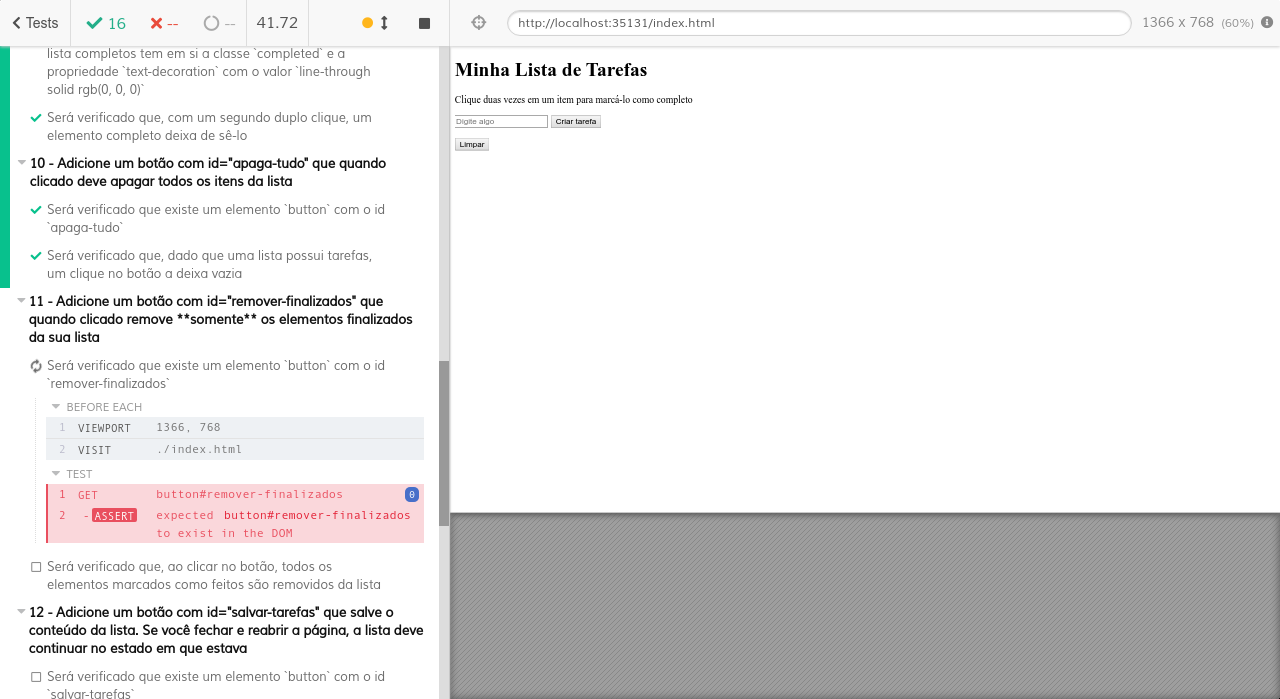 Tests
16
--
--
41.72
http://localhost:35131/index.html
1366 x 768 (60%)
lista completos tem em si a classe `completed` e a
propriedade `text-decoration` com o valor `line-through
solid rgb(0, 0, 0)`
Será verificado que, com um segundo duplo clique, um
elemento completo deixa de sê-lo
10 - Adicione um botão com id="apaga-tudo" que quando
clicado deve apagar todos os itens da lista
Será verificado que existe um elemento `button` com o id
`apaga-tudo`
Será verificado que, dado que uma lista possui tarefas,
um clique no botão a deixa vazia
11 - Adicione um botão com id="remover-finalizados" que
quando clicado remove **somente** os elementos finalizados
da sua lista
Será verificado que existe um elemento `button` com o id
`remover-finalizados`
BEFORE EACH
1 VIEWPORT 1366, 768
2 VISIT ./index.html
TEST
1 GET button#remover-finalizados 0
2 -ASSERT expected button#remover-finalizados
to exist in the DOM
Será verificado que, ao clicar no botão, todos os
elementos marcados como feitos são removidos da lista
12 - Adicione um botão com id="salvar-tarefas" que salve o
conteúdo da lista. Se você fechar e reabrir a página, a lista deve
continuar no estado em que estava
Será verificado que existe um elemento `button` com o id
`salvar-tarefas`
Minha Lista de Tarefas
Clique duas vezes em um item para marcá-lo como completo
Digite algo Criar tarefa
Limpar